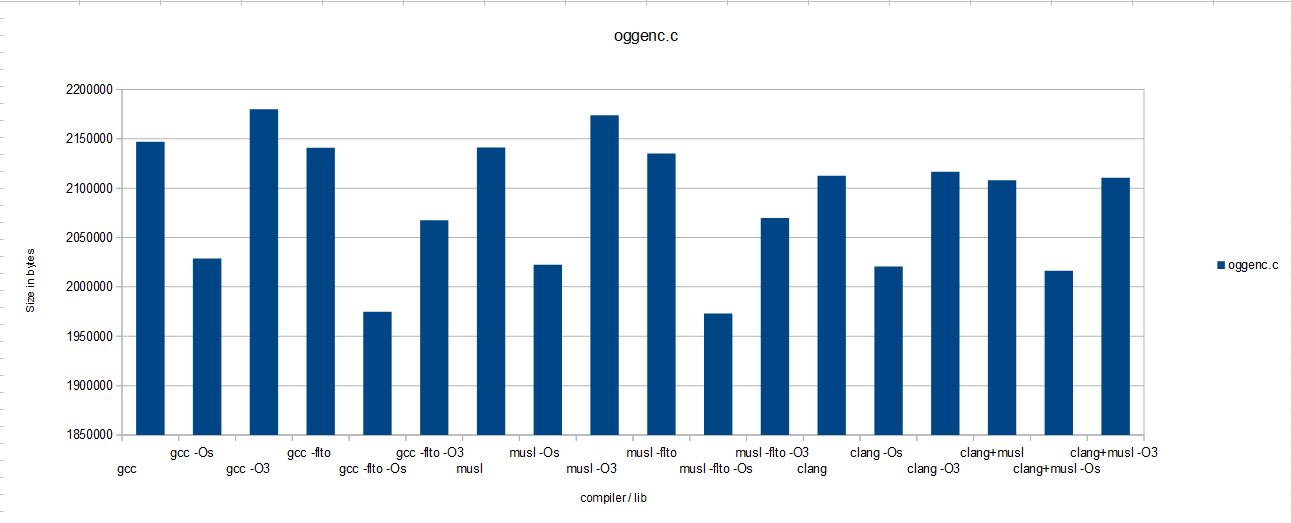 oggenc.c
2200000
2150000
2100000
2050000
2000000
1950000
1900000
1850000
Size in bytes
gcc -Os gcc -flto gcc -flto -O3 musl -Os musl -flto musl -flto -O3 clang -Os clang+musl clang+musl -O3
gcc gcc -O3 gcc -flto -Os musl musl -O3 musl -flto -Os clang clang -O3 clang+musl -Os
compiler / lib
oggenc.c